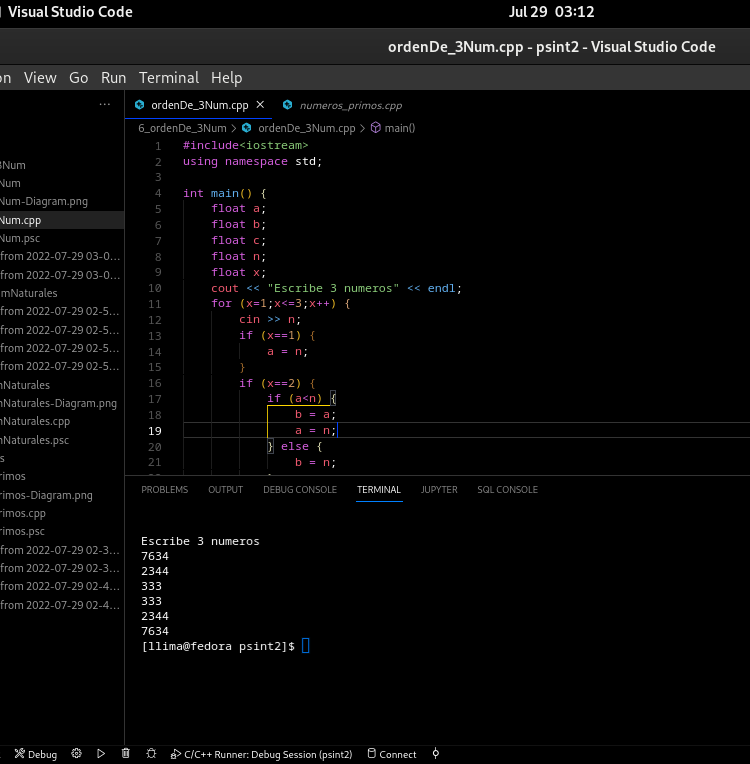 Visual Studio Code
Jul 29 03:12
ordenDe_3Num.cpp - psint2 - Visual Studio Code
on View Go Run Terminal Help
···
ordenDe_3Num.cpp ×
numeros_primos.cpp
6_ordenDe_3Num > ordenDe_3Num.cpp > main()
3Num
Num
Num-Diagram.png
Num.cpp
Num.psc
from 2022-07-29 03-0...
from 2022-07-29 03-0...
mNaturales
from 2022-07-29 02-5...
from 2022-07-29 02-5...
from 2022-07-29 02-5...
from 2022-07-29 02-5...
mNaturales
mNaturales-Diagram.png
mNaturales.cpp
mNaturales.psc
s
rimos
rimos-Diagram.png
rimos.cpp
rimos.psc
from 2022-07-29 02-3...
from 2022-07-29 02-3...
from 2022-07-29 02-4...
from 2022-07-29 02-4...
1 #include<iostream>
2 using namespace std;
3
4 int main() {
5 float a;
6 float b;
7 float c;
8 float n;
9 float x;
10 cout << "Escribe 3 numeros" << endl;
11 for (x=1;x<=3;x++) {
12 cin >> n;
13 if (x==1) {
14 a = n;
15 }
16 if (x==2) {
17 if (a<n) {
18 b = a;
19 a = n;
20 } else {
21 b = n;
PROBLEMS OUTPUT DEBUG CONSOLE TERMINAL JUPYTER SQL CONSOLE
Escribe 3 numeros
7634
2344
333
333
2344
7634
[llima@fedora psint2]$
Debug
C/C++ Runner: Debug Session (psint2)
Connect